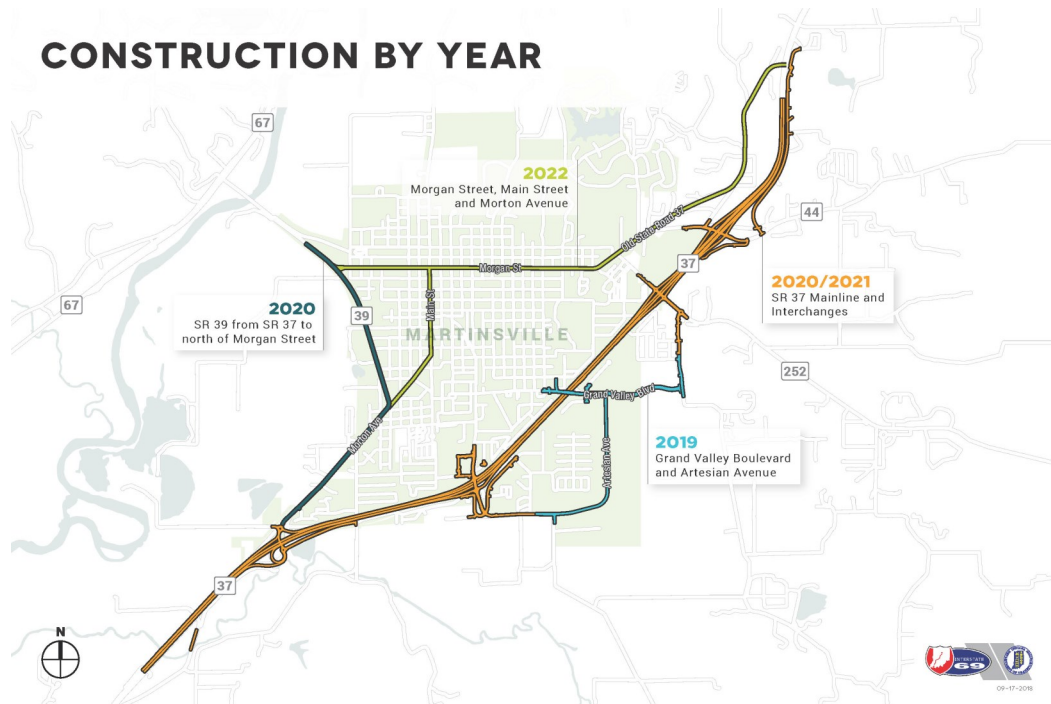 CONSTRUCTION BY YEAR
67
2022
Morgan Street, Main Street
and Morton Avenue
44
Old State Road 37
37
Morgan St
2020/2021
SR 37 Mainline and
Interchanges
67
2020
SR 39 from SR 37 to
north of Morgan Street
39
Main St
MARTINSVILLE
252
Grand Valley Blvd
2019
Grand Valley Boulevard
and Artesian Avenue
Morton Ave
Artesian Ave
37
N
INTERSTATE
69
09-17-2018